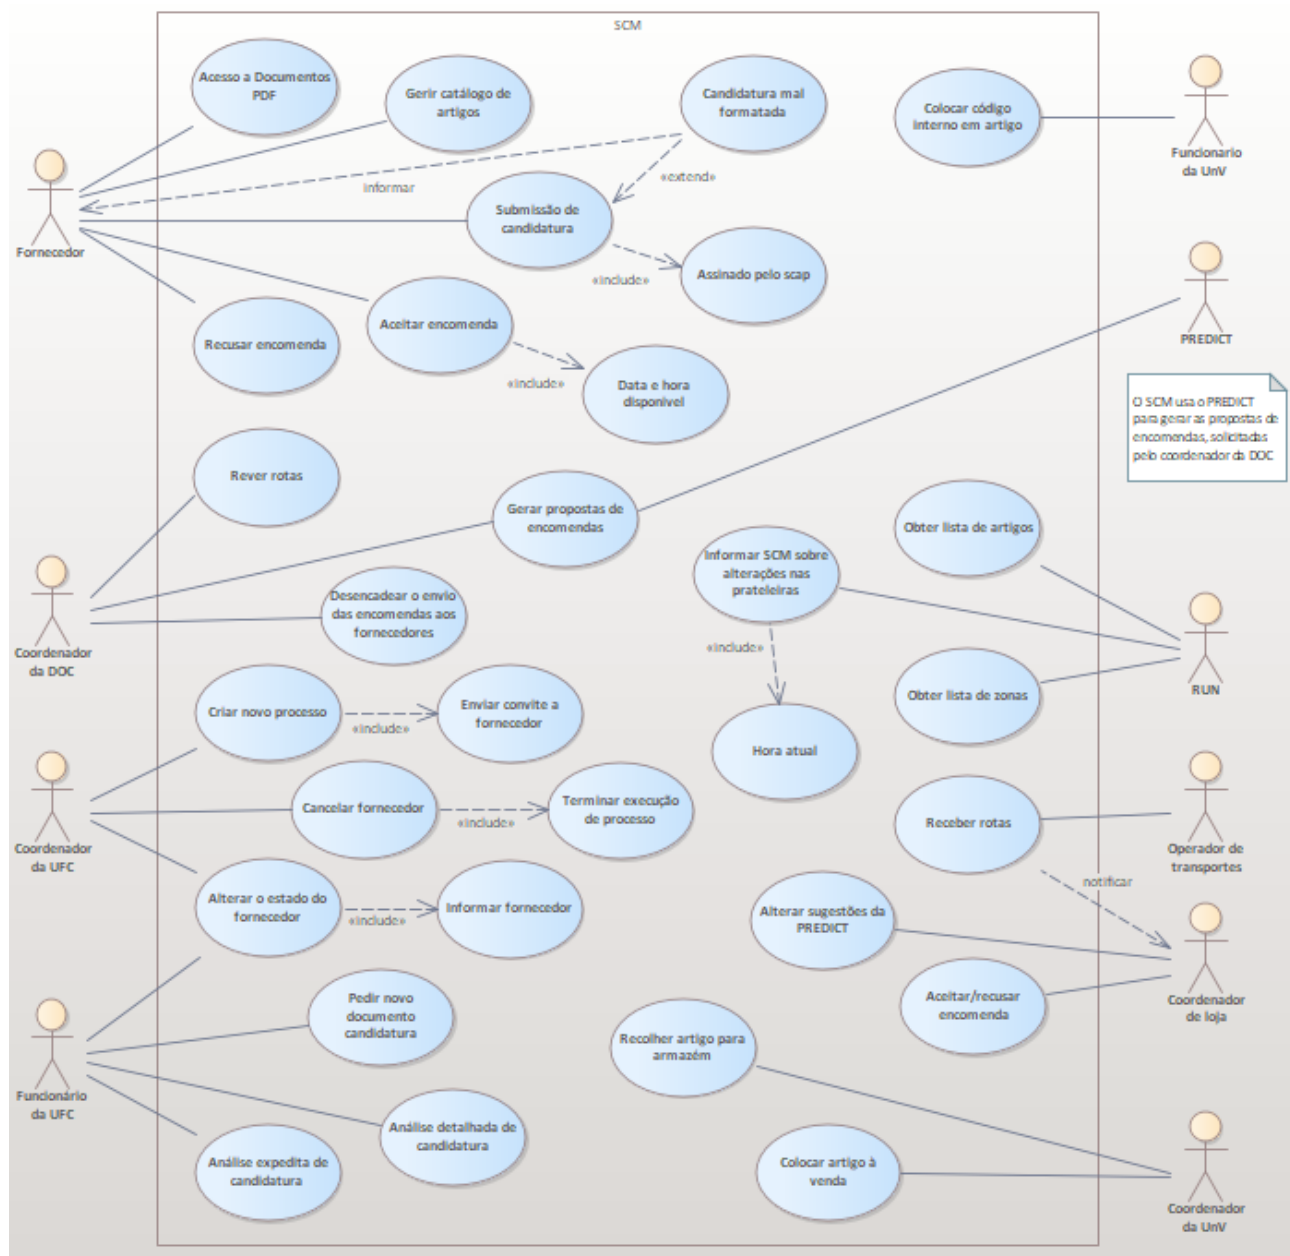 SCM
Acesso a Documentos
PDF
Gerir catálogo de
artigos
Candidatura mal
formatada
Colocar código
interno em artigo
Funcionario
da UnV
informar
«extend»
Fornecedor
Submissão de
candidatura
«include»
Assinado pelo scap
Recusar encomenda
Aceitar encomenda
«include»
Data e hora
disponivel
PREDICT
O SCM usa o PREDICT
para gerar as propostas de
encomendas, solicitadas
pelo coordenador da DOC
Rever rotas
Gerar propostas de
encomendas
Obter lista de artigos
Informar SCM sobre
alterações nas
prateleiras
Desencadear o envio
das encomendas aos
fornecedores
Coordenador
da DOC
«include»
RUN
Obter lista de zonas
Criar novo processo
«include»
Enviar convite a
fornecedor
Hora atual
Cancelar fornecedor
«include»
Terminar execução
de processo
Receber rotas
Coordenador
da UFC
Operador de
transportes
notificar
Alterar o estado do
fornecedor
«include»
Informar fornecedor
Alterar sugestões da
PREDICT
Aceitar/recusar
encomenda
Coordenador
de loja
Pedir novo
documento
candidatura
Recolher artigo para
armazém
Funcionário
da UFC
Análise detalhada de
candidatura
Análise expedita de
candidatura
Colocar artigo à
venda
Coordenador
da UnV